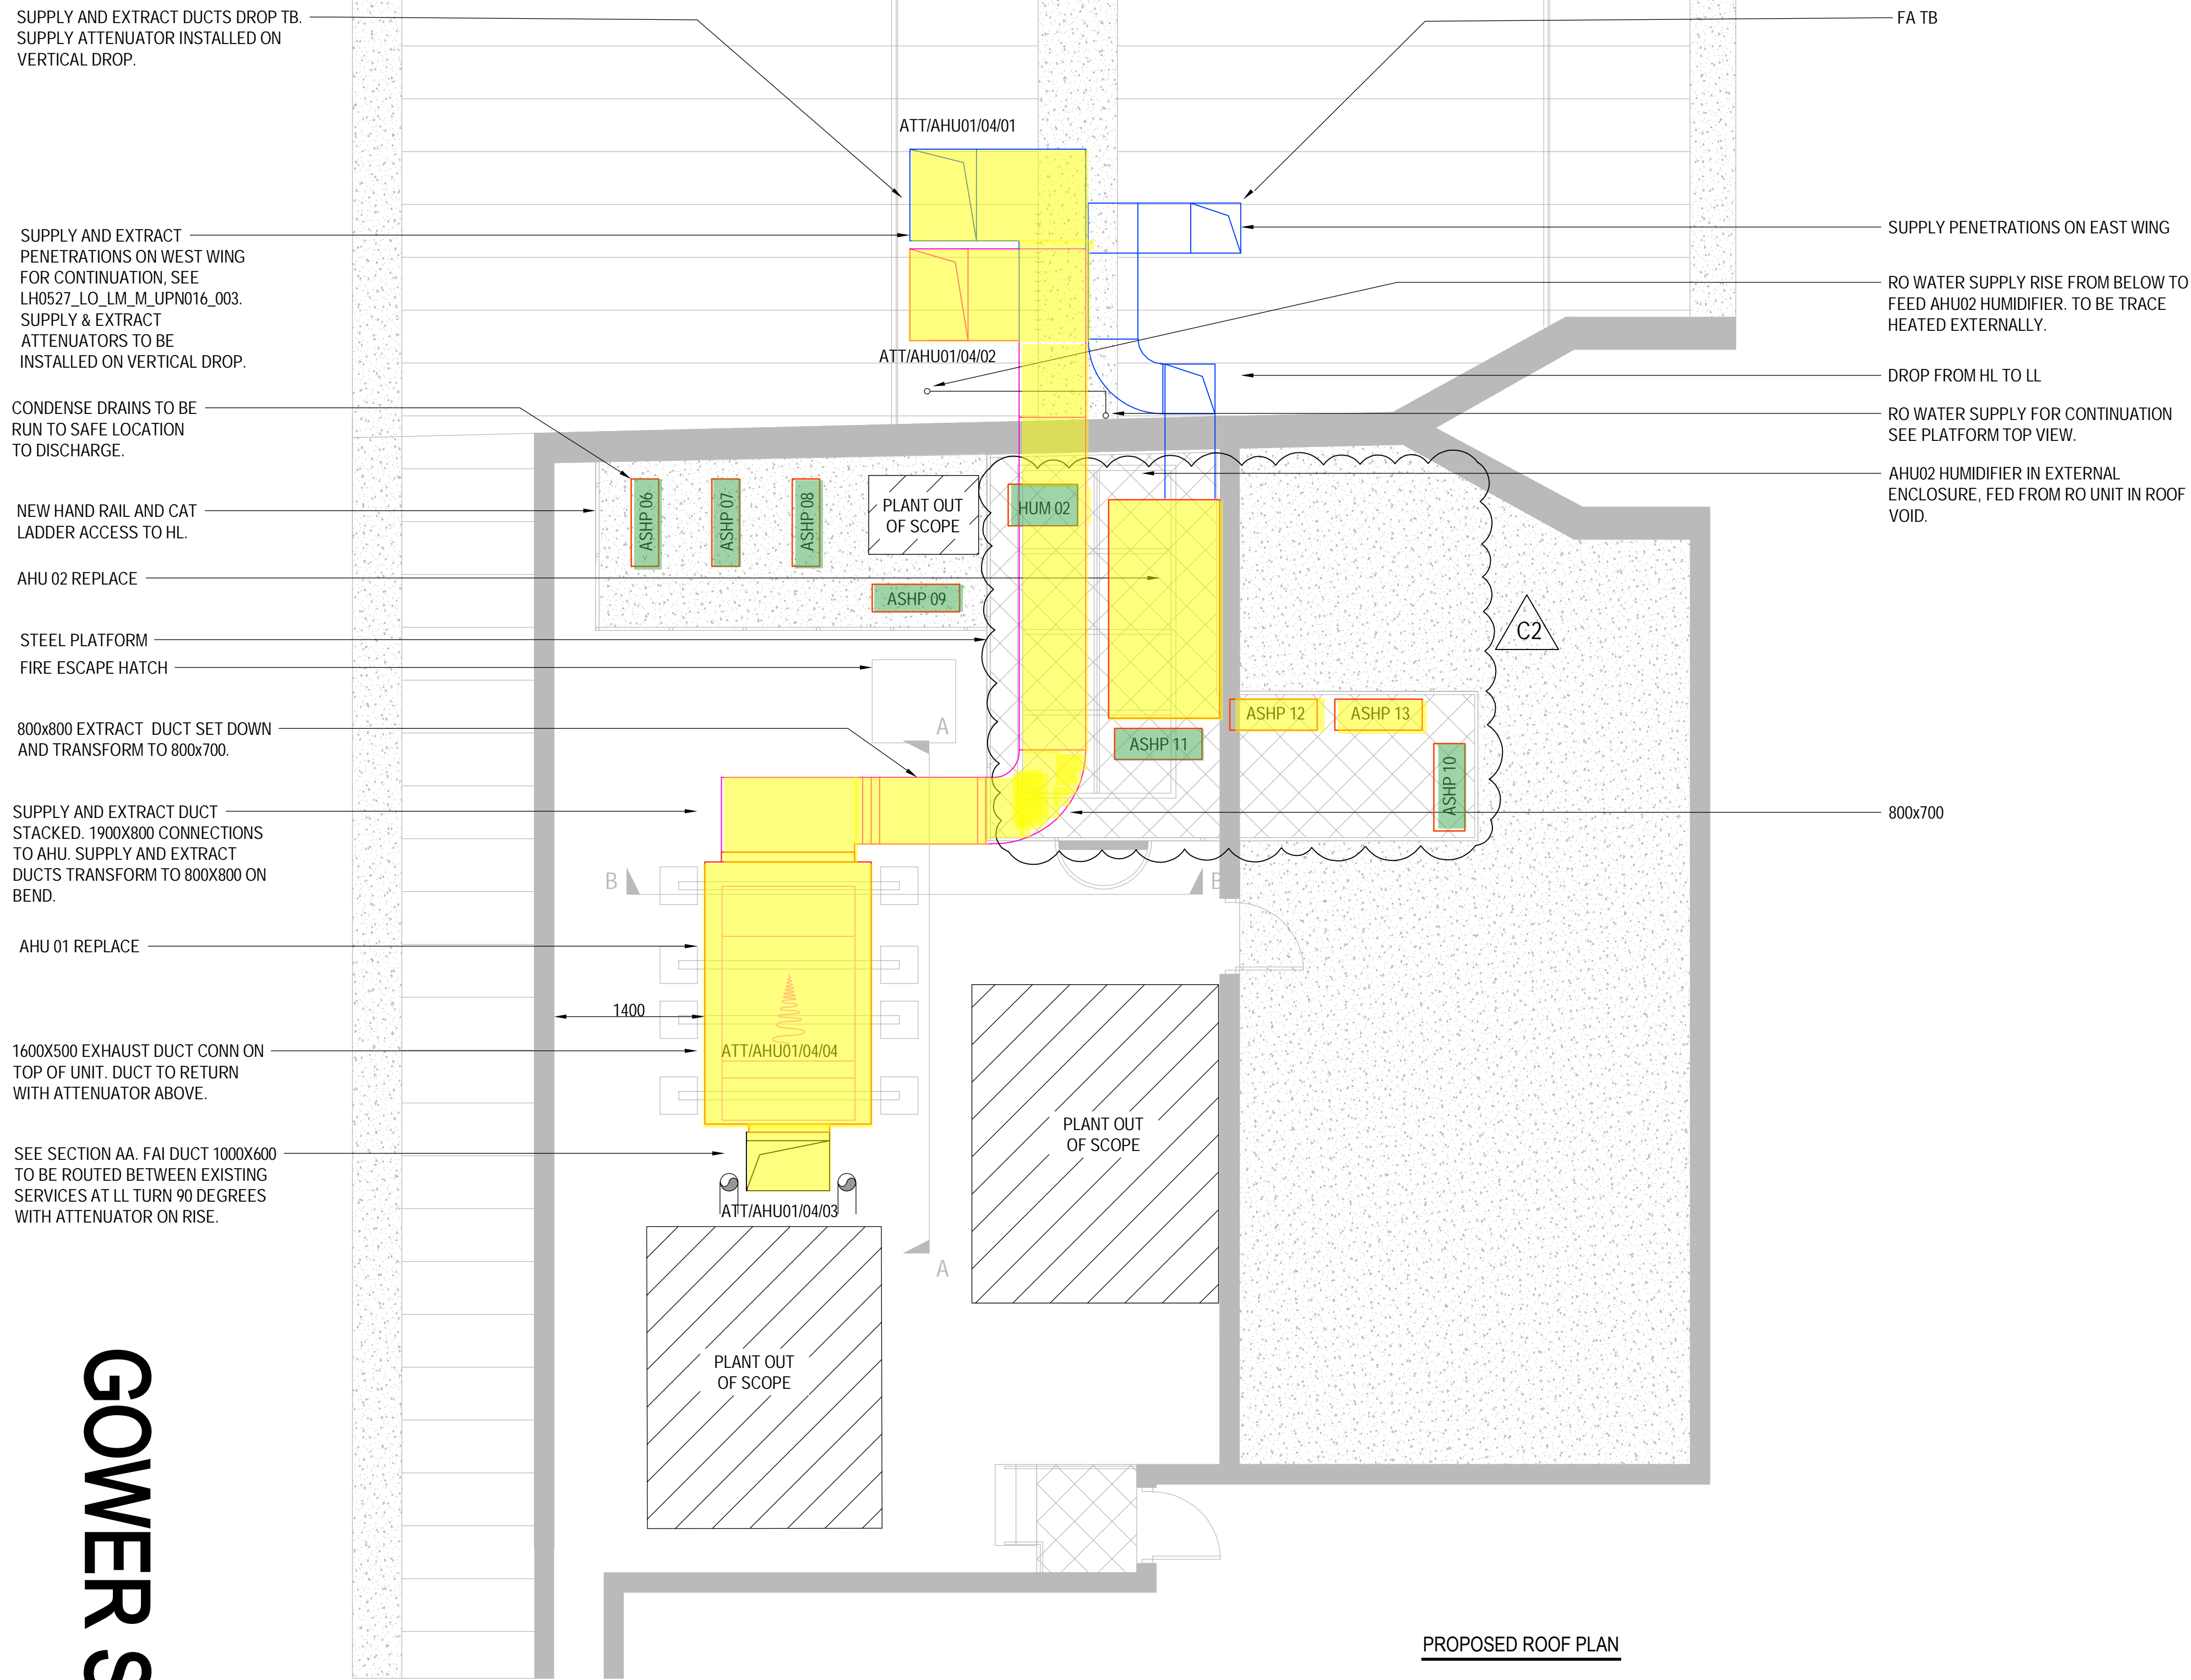 SUPPLY AND EXTRACT DUCTS DROP TB.
SUPPLY ATTENUATOR INSTALLED ON
VERTICAL DROP.
SUPPLY AND EXTRACT
PENETRATIONS ON WEST WING
FOR CONTINUATION, SEE
LH0527_LO_LM_M_UPN016_003.
SUPPLY & EXTRACT
ATTENUATORS TO BE
INSTALLED ON VERTICAL DROP.
CONDENSE DRAINS TO BE
RUN TO SAFE LOCATION
TO DISCHARGE.
NEW HAND RAIL AND CAT
LADDER ACCESS TO HL.
AHU 02 REPLACE
STEEL PLATFORM
FIRE ESCAPE HATCH
800x800 EXTRACT DUCT SET DOWN
AND TRANSFORM TO 800x700.
SUPPLY AND EXTRACT DUCT
STACKED. 1900X800 CONNECTIONS
TO AHU. SUPPLY AND EXTRACT
DUCTS TRANSFORM TO 800X800 ON
BEND.
AHU 01 REPLACE
1600X500 EXHAUST DUCT CONN ON
TOP OF UNIT. DUCT TO RETURN
WITH ATTENUATOR ABOVE.
SEE SECTION AA. FAI DUCT 1000X600
TO BE ROUTED BETWEEN EXISTING
SERVICES AT LL TURN 90 DEGREES
WITH ATTENUATOR ON RISE.
GOWER S
ATT/AHU01/04/01
ATT/AHU01/04/02
ASHP 06
ASHP 07
ASHP 08
PLANT OUT
OF SCOPE
HUM 02
ASHP 09
C2
ASHP 12
ASHP 13
ASHP 11
ASHP 10
A
B
B
1400
ATT/AHU01/04/04
ATT/AHU01/04/03
A
PLANT OUT
OF SCOPE
PLANT OUT
OF SCOPE
FA TB
SUPPLY PENETRATIONS ON EAST WING
RO WATER SUPPLY RISE FROM BELOW TO
FEED AHU02 HUMIDIFIER. TO BE TRACE
HEATED EXTERNALLY.
DROP FROM HL TO LL
RO WATER SUPPLY FOR CONTINUATION
SEE PLATFORM TOP VIEW.
AHU02 HUMIDIFIER IN EXTERNAL
ENCLOSURE, FED FROM RO UNIT IN ROOF
VOID.
800x700
PROPOSED ROOF PLAN